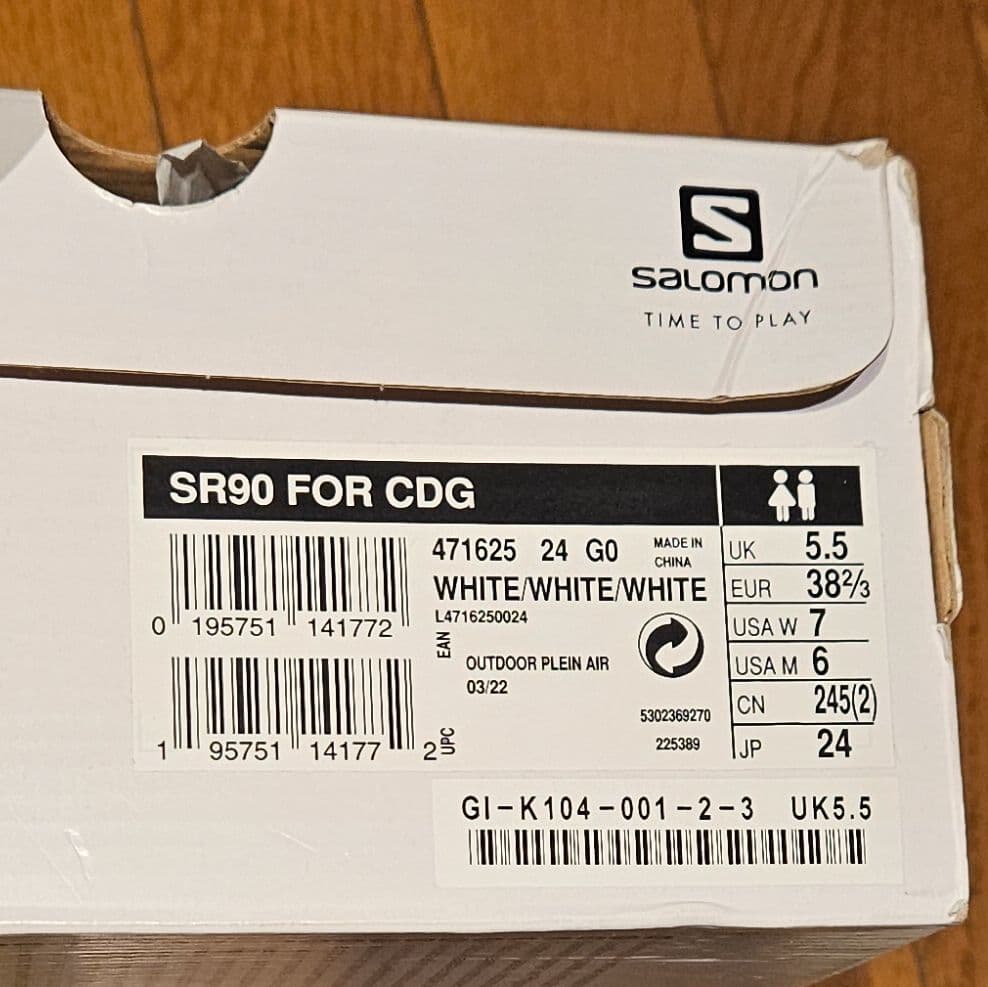 S
SALOMON
TIME TO PLAY
SR90 FOR CDG
471625 24 G0
MADE IN CHINA
WHITE/WHITE/WHITE
L4716250024
0 195751 141772
EAN
OUTDOOR PLEIN AIR
03/22
1 95751 14177 2
UPC
5302369270
225389
UK 5.5
EUR 38⅔
USA W 7
USA M 6
CN 245(2)
JP 24
GI-K104-001-2-3 UK5.5